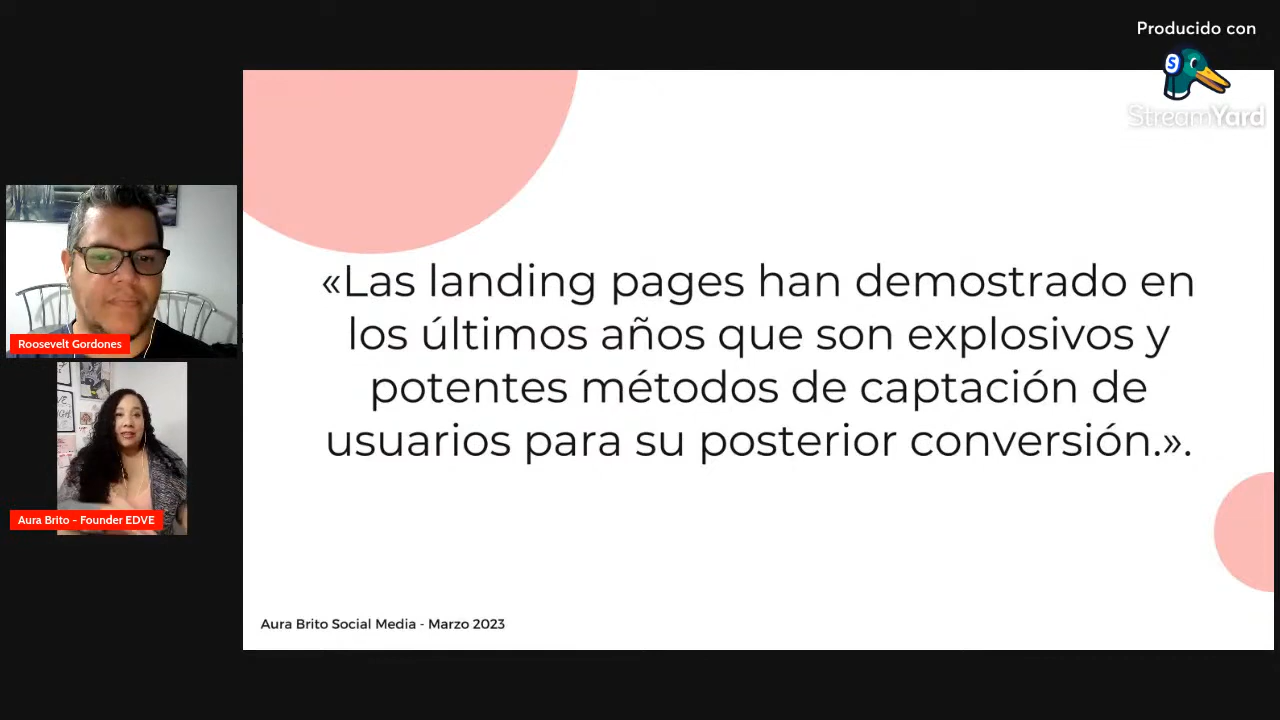 Producido con
StreamYard
«Las landing pages han demostrado en
los últimos años que son explosivos y
potentes métodos de captación de
usuarios para su posterior conversión.».
Roosevelt Gordones
Aura Brito - Founder EDVE
Aura Brito Social Media - Marzo 2023